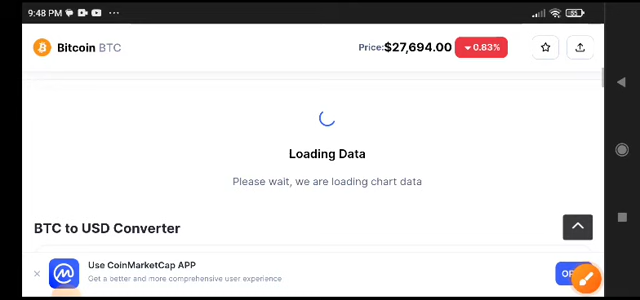 9:48 PM
Bitcoin BTC
Price:$27,694.00 0.83%
Loading Data
Please wait, we are loading chart data
BTC to USD Converter
Use CoinMarketCap APP
Get a better and more comprehensive user experience